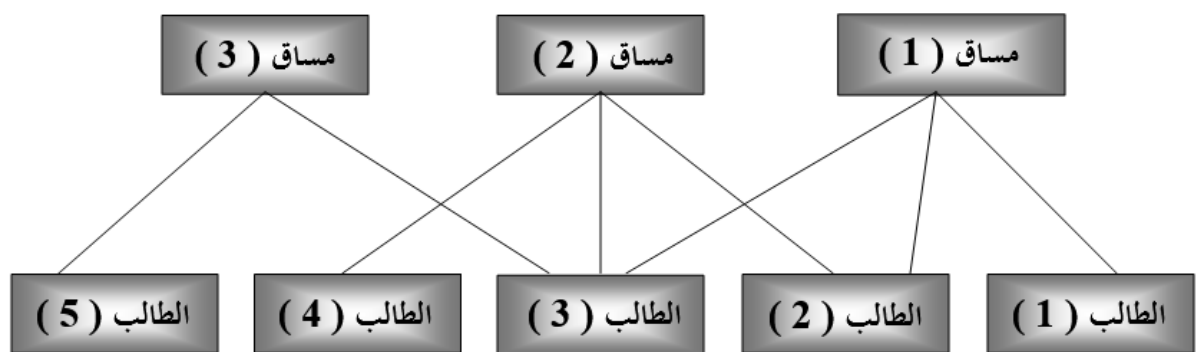 مساق ( 1 )
مساق ( 2 )
مساق ( 3 )
الطالب ( 1 )
الطالب ( 2 )
الطالب ( 3 )
الطالب ( 4 )
الطالب ( 5 )